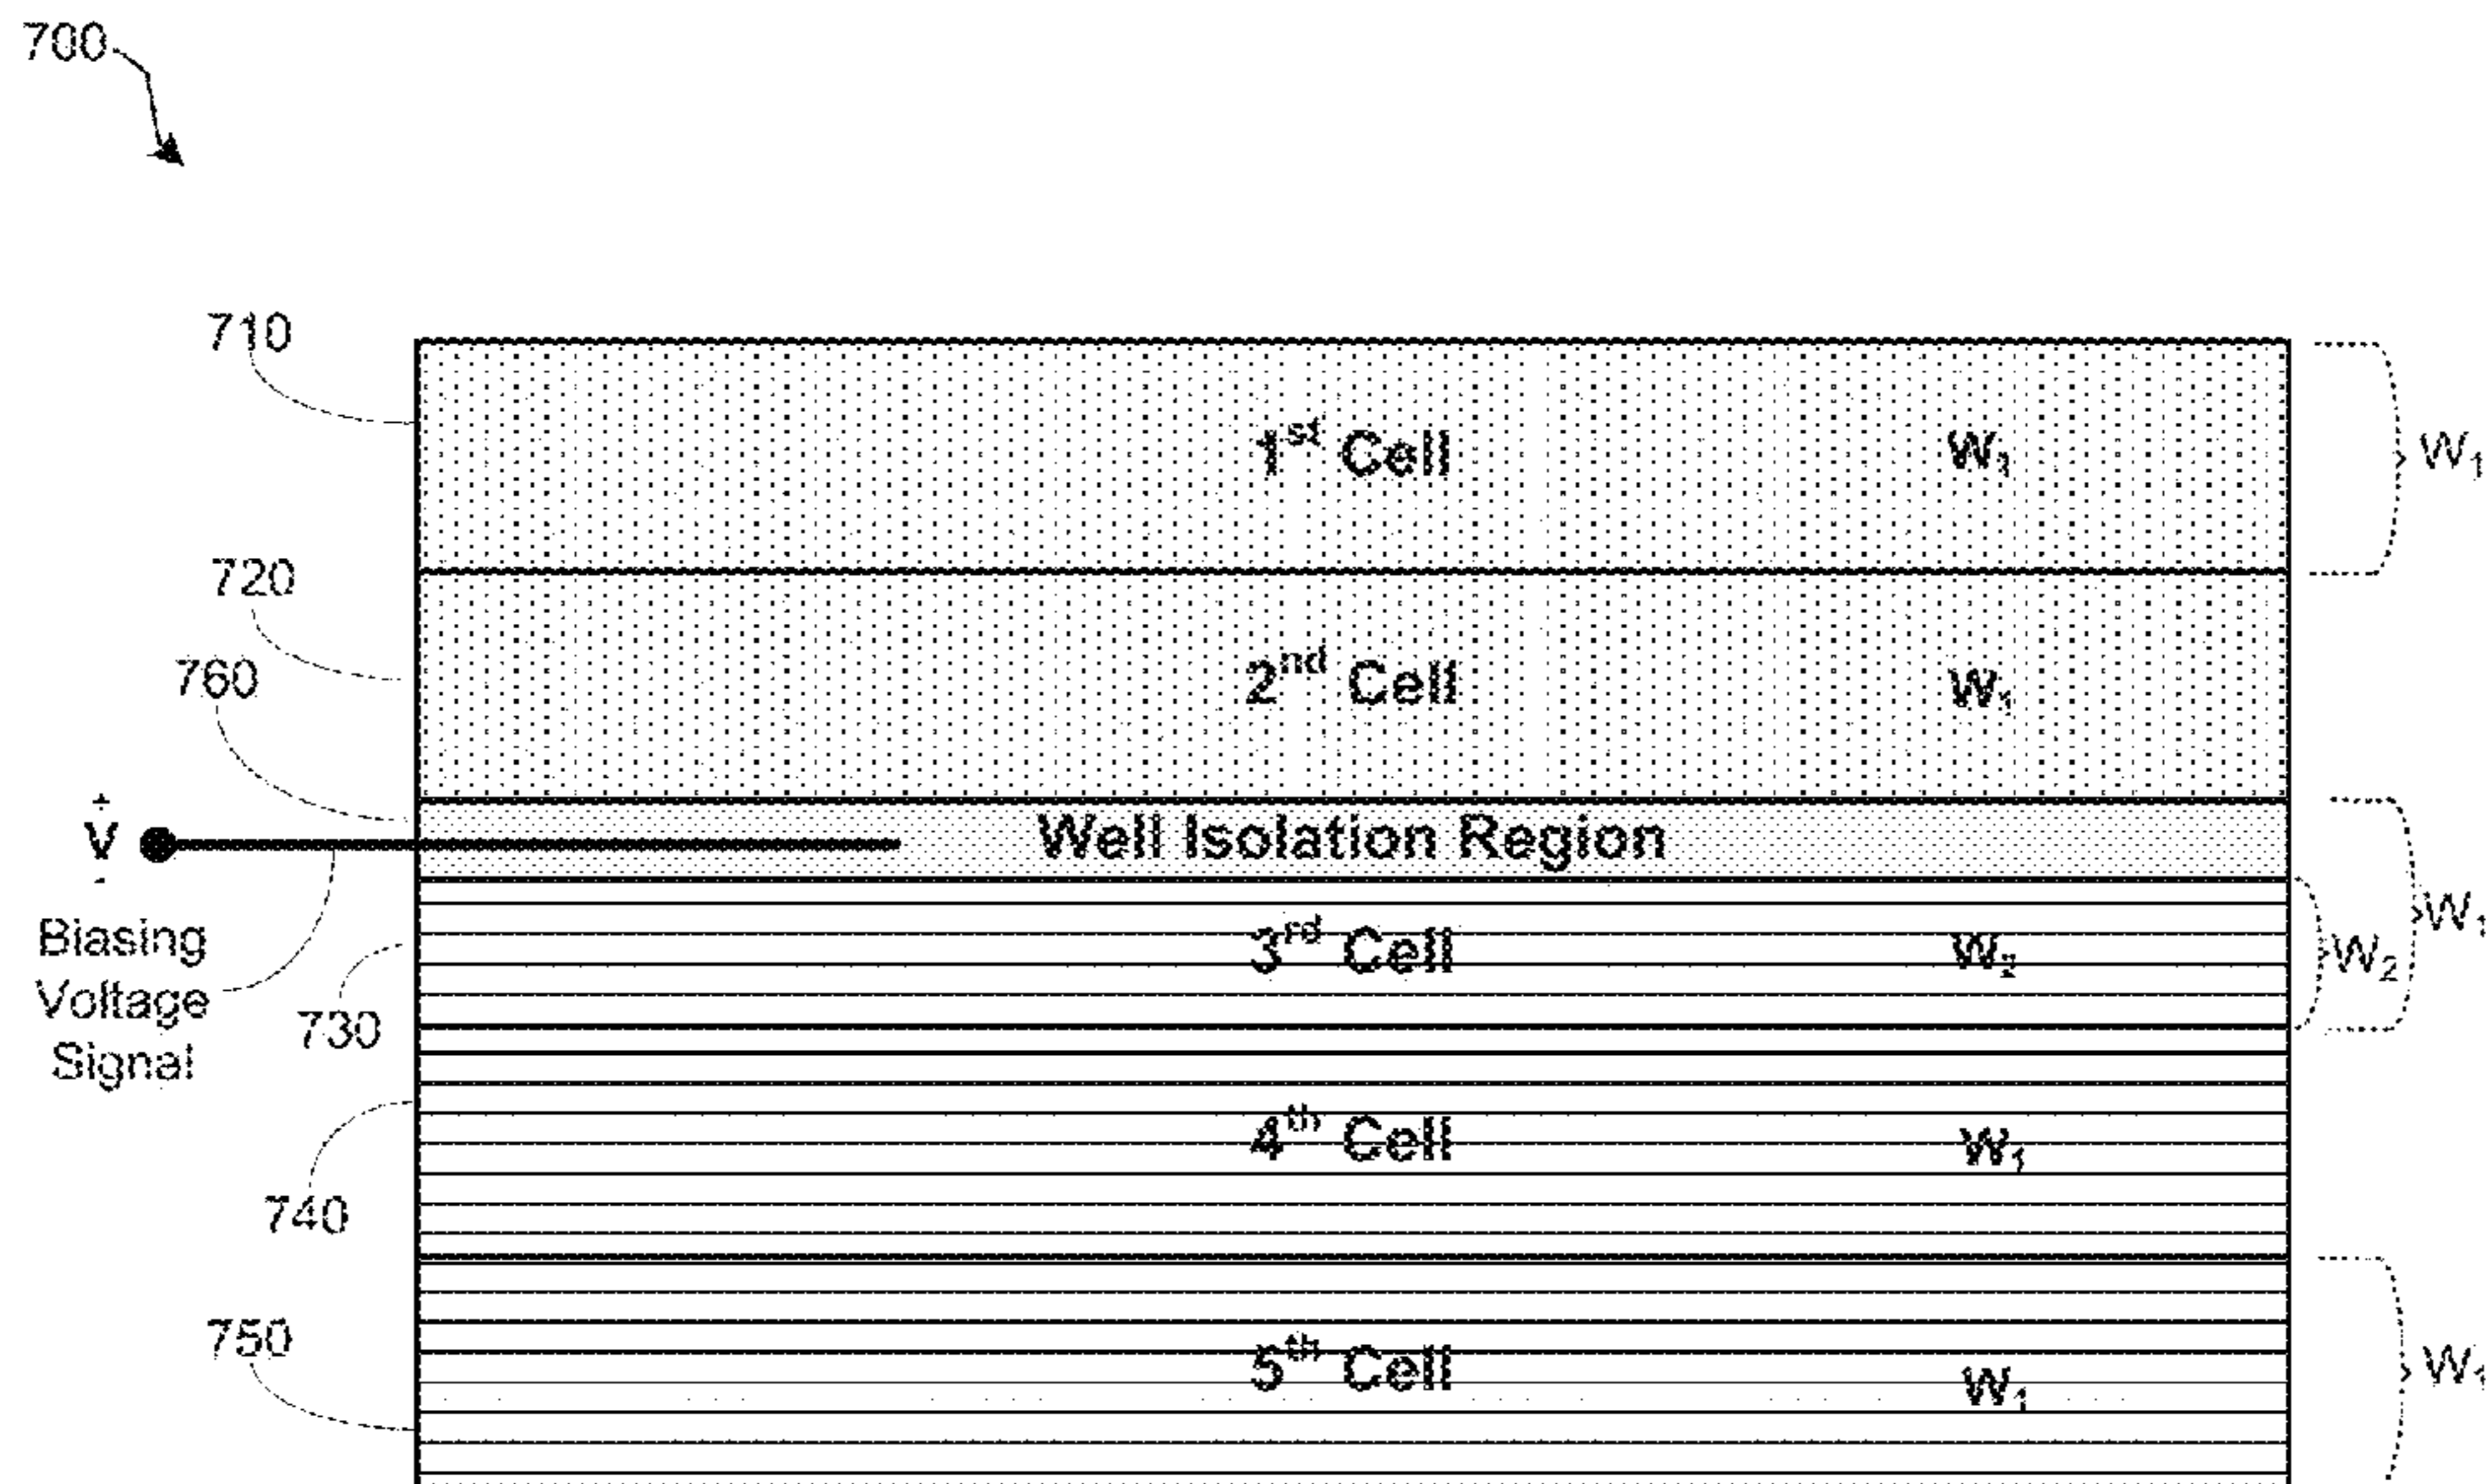 700
710
1st Cell W1 W1
720
2nd Cell W1
760
+
V
-
Well Isolation Region
W1
Biasing
Voltage
Signal
730
3rd Cell W2 W2
4th Cell W1
740
750
5th Cell W1 W1